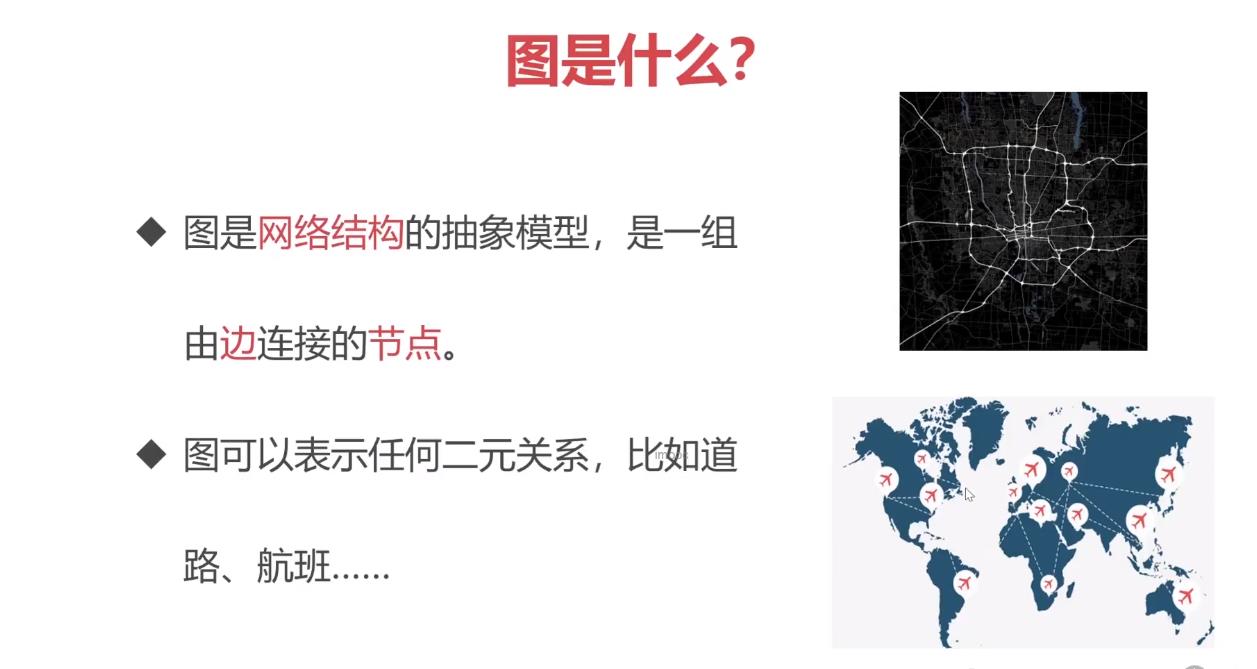 图是什么？
◆ 图是网络结构的抽象模型，是一组
由边连接的节点。
◆ 图可以表示任何二元关系，比如道
路、航班……